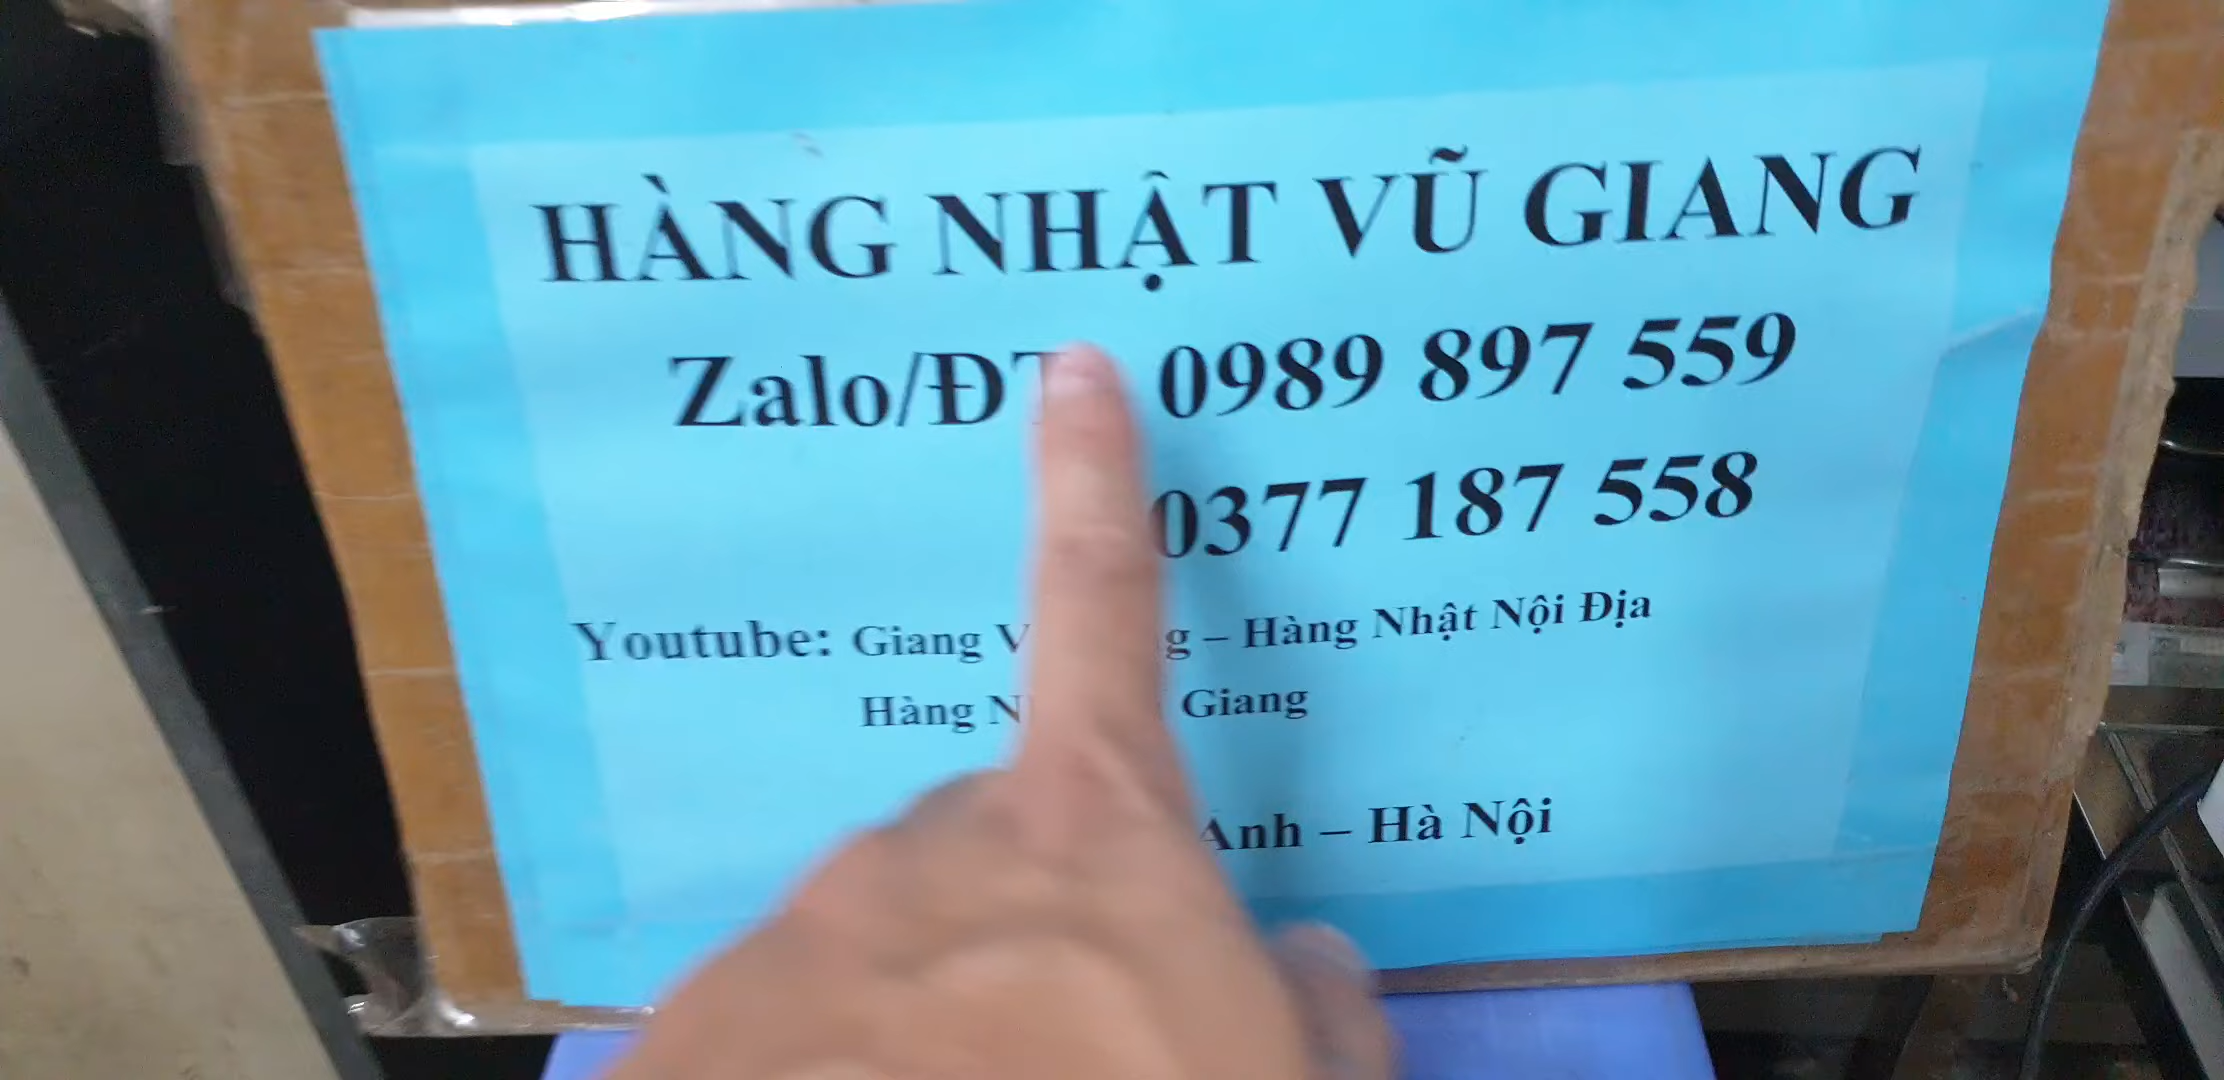 HÀNG NHẬT VŨ GIANG
Zalo/ĐT 0989 897 559
0377 187 558
Youtube: Giang – Hàng Nhật Nội Địa
Hàng Giang
Ánh – Hà Nội